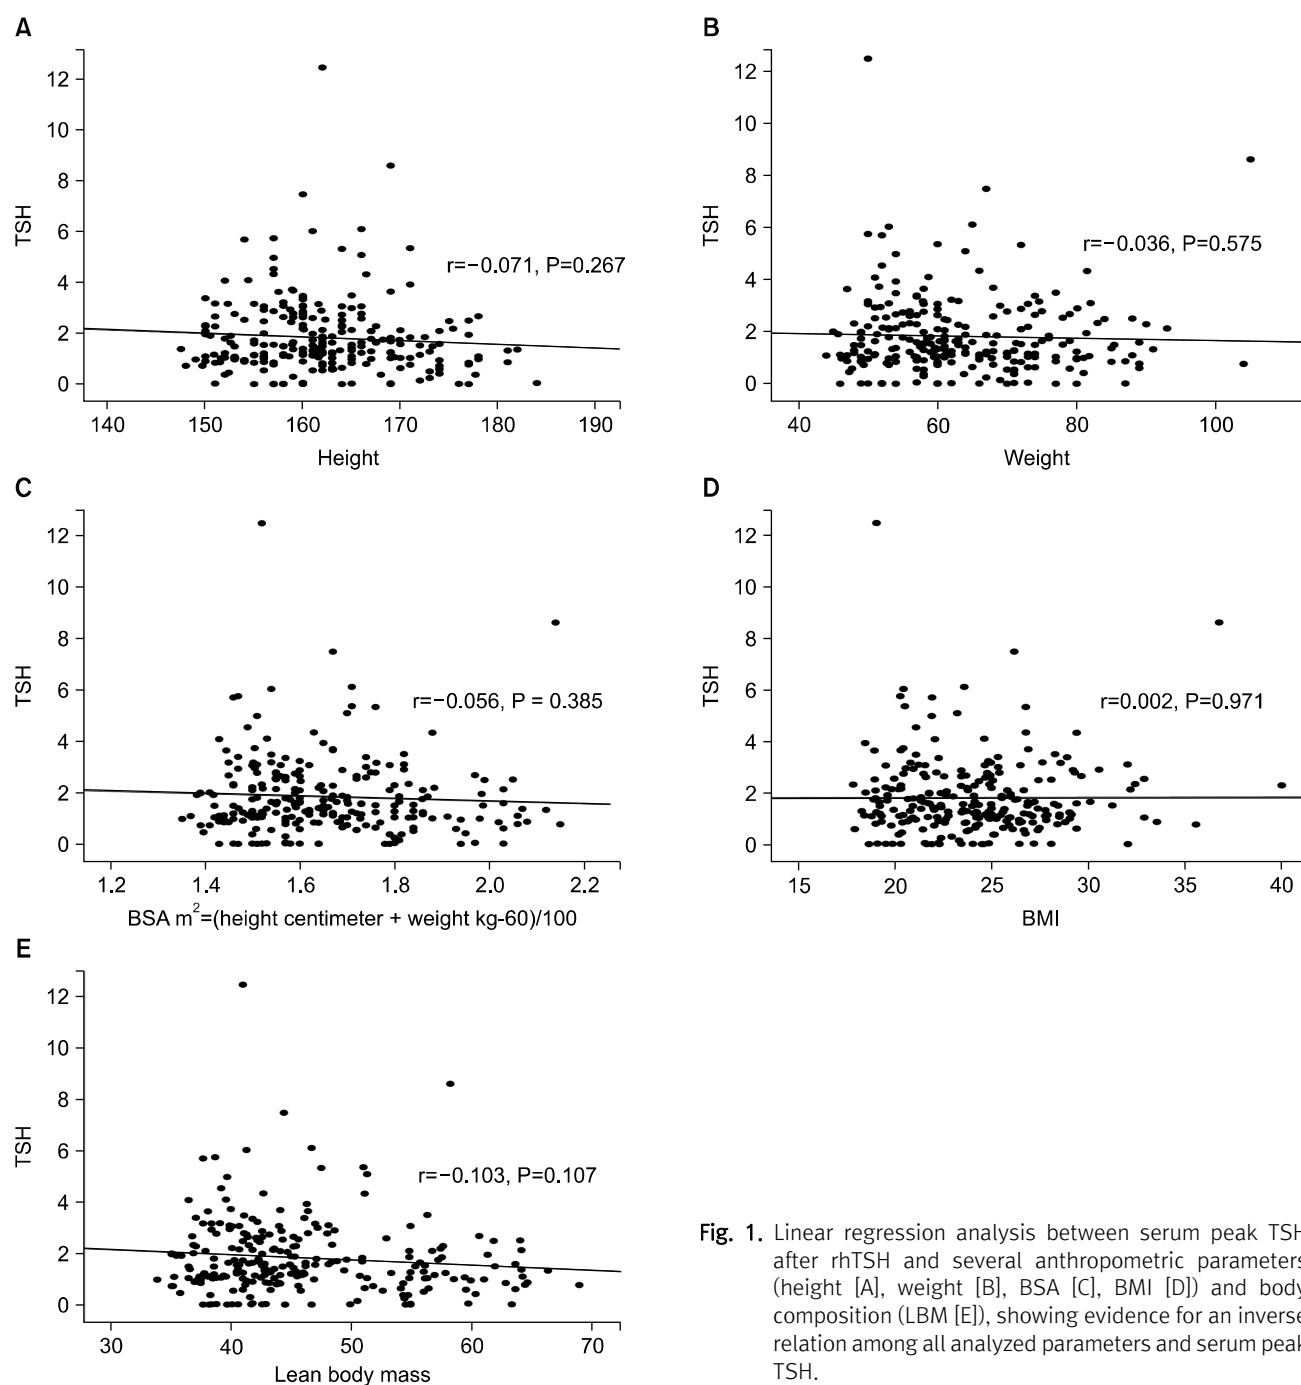 A
12
10
8
6
4
2
0
TSH
r=−0.071, P=0.267
140 150 160 170 180 190
Height
B
12
10
8
6
4
2
0
TSH
r=−0.036, P=0.575
40 60 80 100
Weight
C
12
10
8
6
4
2
0
TSH
r=−0.056, P = 0.385
1.2 1.4 1.6 1.8 2.0 2.2
BSA m²=(height centimeter + weight kg-60)/100
D
12
10
8
6
4
2
0
TSH
r=0.002, P=0.971
15 20 25 30 35 40
BMI
E
12
10
8
6
4
2
0
TSH
r=−0.103, P=0.107
30 40 50 60 70
Lean body mass
Fig. 1. Linear regression analysis between serum peak TSH
after rhTSH and several anthropometric parameters
(height [A], weight [B], BSA [C], BMI [D]) and body
composition (LBM [E]), showing evidence for an inverse
relation among all analyzed parameters and serum peak
TSH.